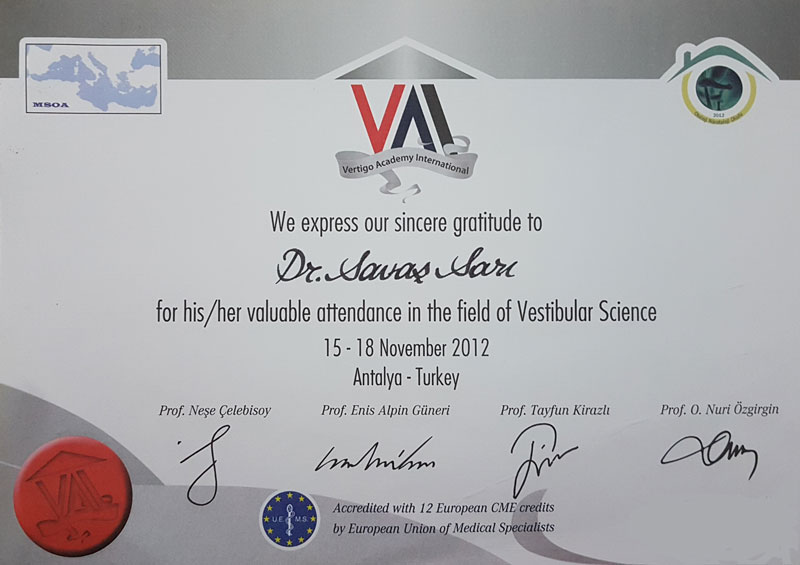 MSOA
VAI
Vertigo Academy International
2012
We express our sincere gratitude to
Dr. Savaş Sarı
for his/her valuable attendance in the field of Vestibular Science
15 - 18 November 2012
Antalya - Turkey
Prof. Neşe Çelebisoy
Prof. Enis Alpin Güneri
Prof. Tayfun Kirazlı
Prof. O. Nuri Özgirgin
VAI
U.E.M.S.
Accredited with 12 European CME credits
by European Union of Medical Specialists